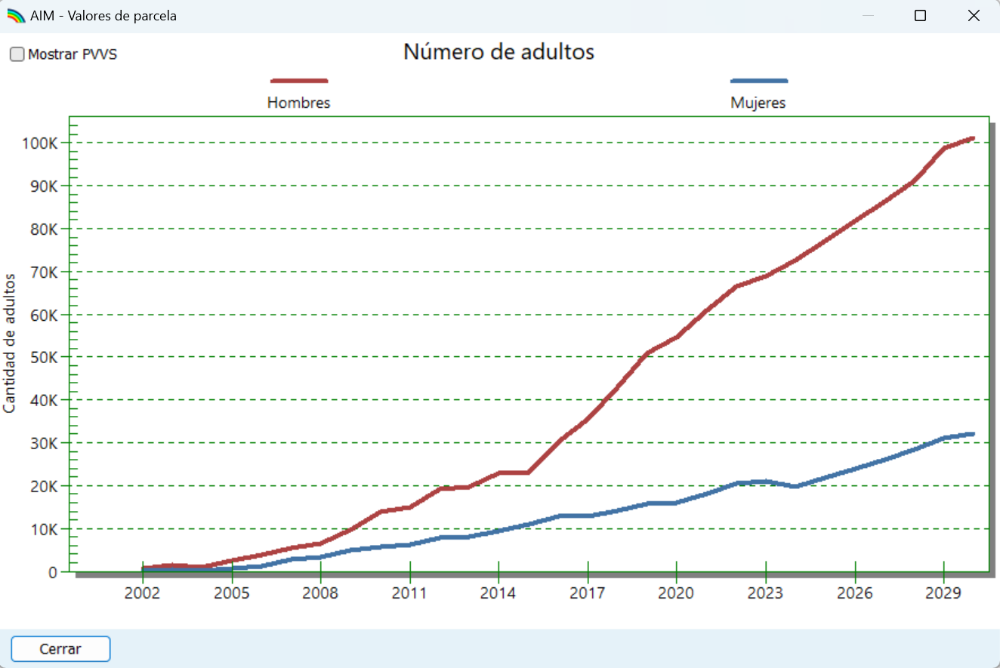 AIM - Valores de parcela
Mostrar PVVS
Número de adultos
Hombres
Mujeres
Cantidad de adultos
100K
90K
80K
70K
60K
50K
40K
30K
20K
10K
0
2002 2005 2008 2011 2014 2017 2020 2023 2026 2029
Cerrar